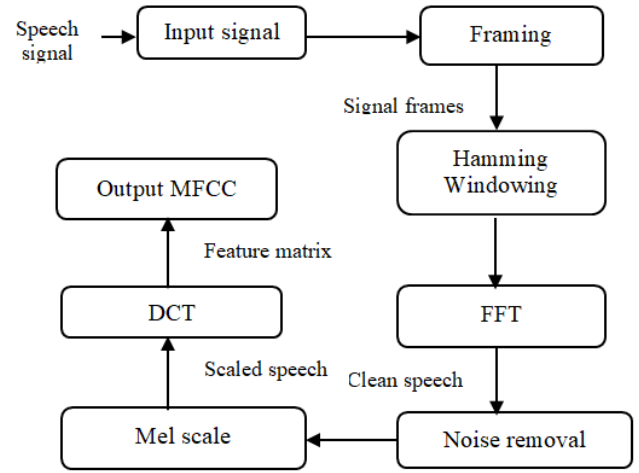 Speech
signal
Input signal
Framing
Signal frames
Hamming
Windowing
FFT
Clean speech
Noise removal
Mel scale
Scaled speech
DCT
Feature matrix
Output MFCC